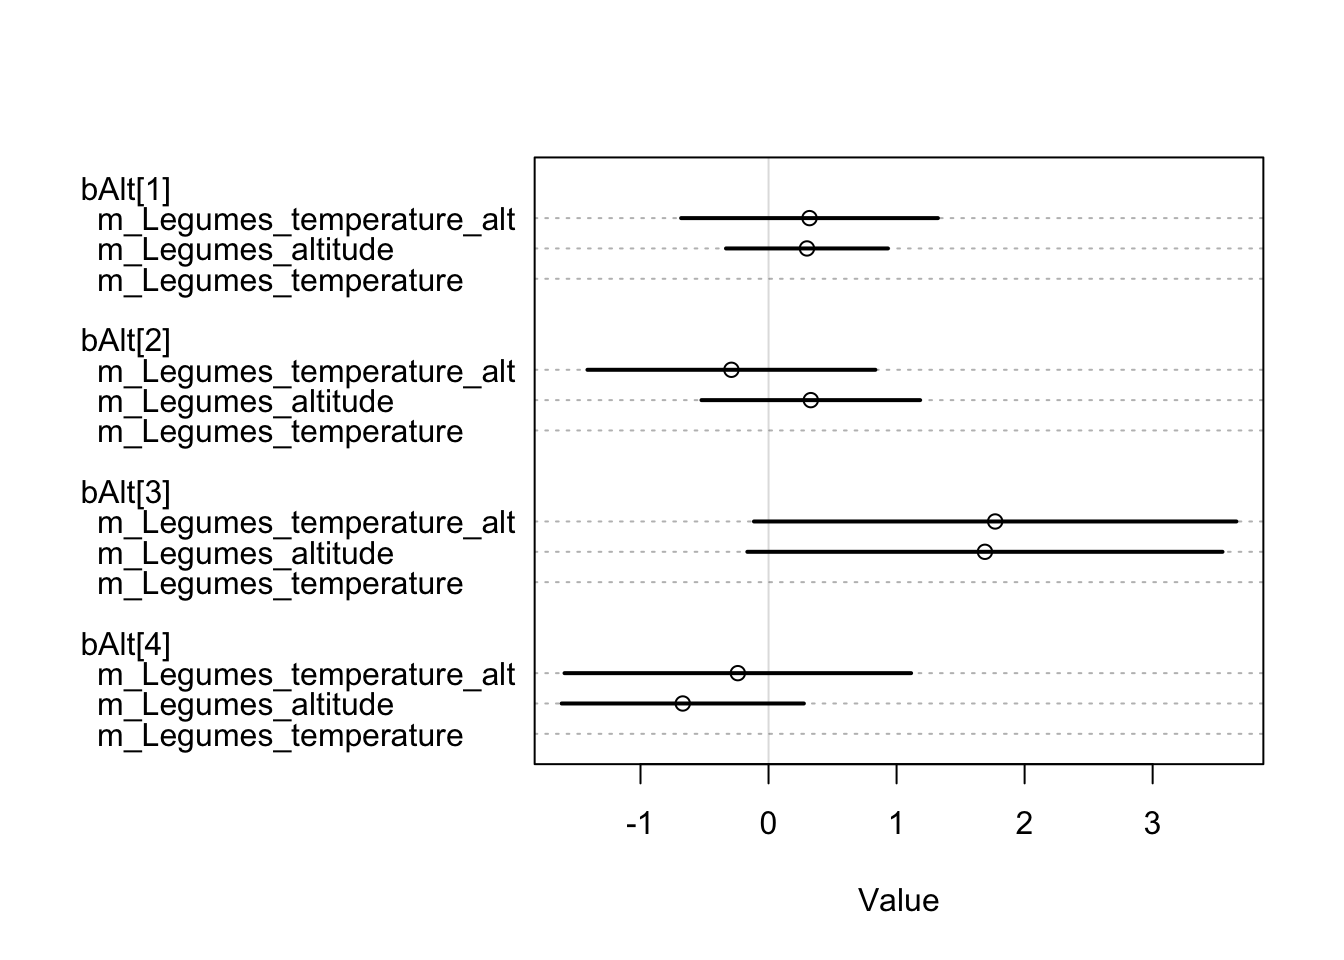 bAlt[1]
m_Legumes_temperature_alt
m_Legumes_altitude
m_Legumes_temperature
bAlt[2]
m_Legumes_temperature_alt
m_Legumes_altitude
m_Legumes_temperature
bAlt[3]
m_Legumes_temperature_alt
m_Legumes_altitude
m_Legumes_temperature
bAlt[4]
m_Legumes_temperature_alt
m_Legumes_altitude
m_Legumes_temperature
-1 0 1 2 3
Value